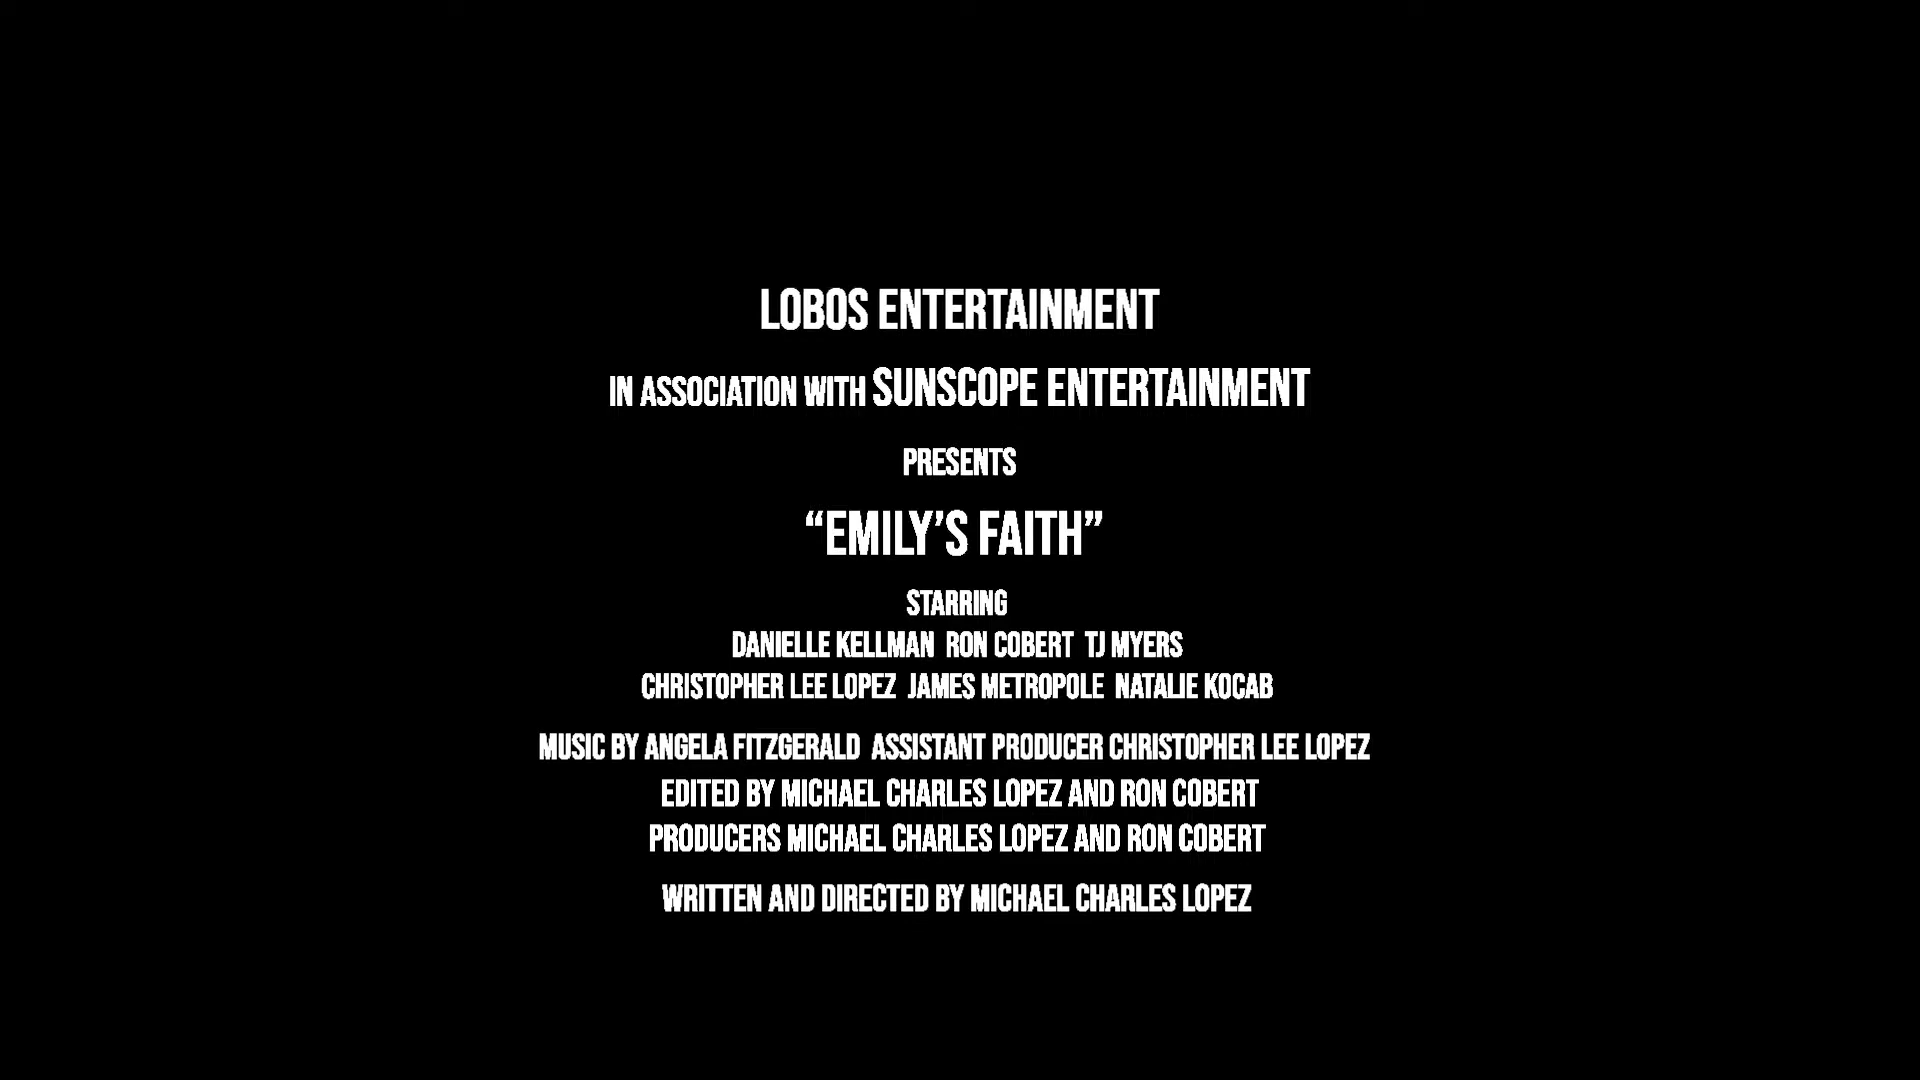 LOBOS ENTERTAINMENT
IN ASSOCIATION WITH SUNSCOPE ENTERTAINMENT
PRESENTS
“EMILY’S FAITH”
STARRING
DANIELLE KELLMAN RON COBERT TJ MYERS
CHRISTOPHER LEE LOPEZ JAMES METROPOLE NATALIE KOCAB
MUSIC BY ANGELA FITZGERALD ASSISTANT PRODUCER CHRISTOPHER LEE LOPEZ
EDITED BY MICHAEL CHARLES LOPEZ AND RON COBERT
PRODUCERS MICHAEL CHARLES LOPEZ AND RON COBERT
WRITTEN AND DIRECTED BY MICHAEL CHARLES LOPEZ